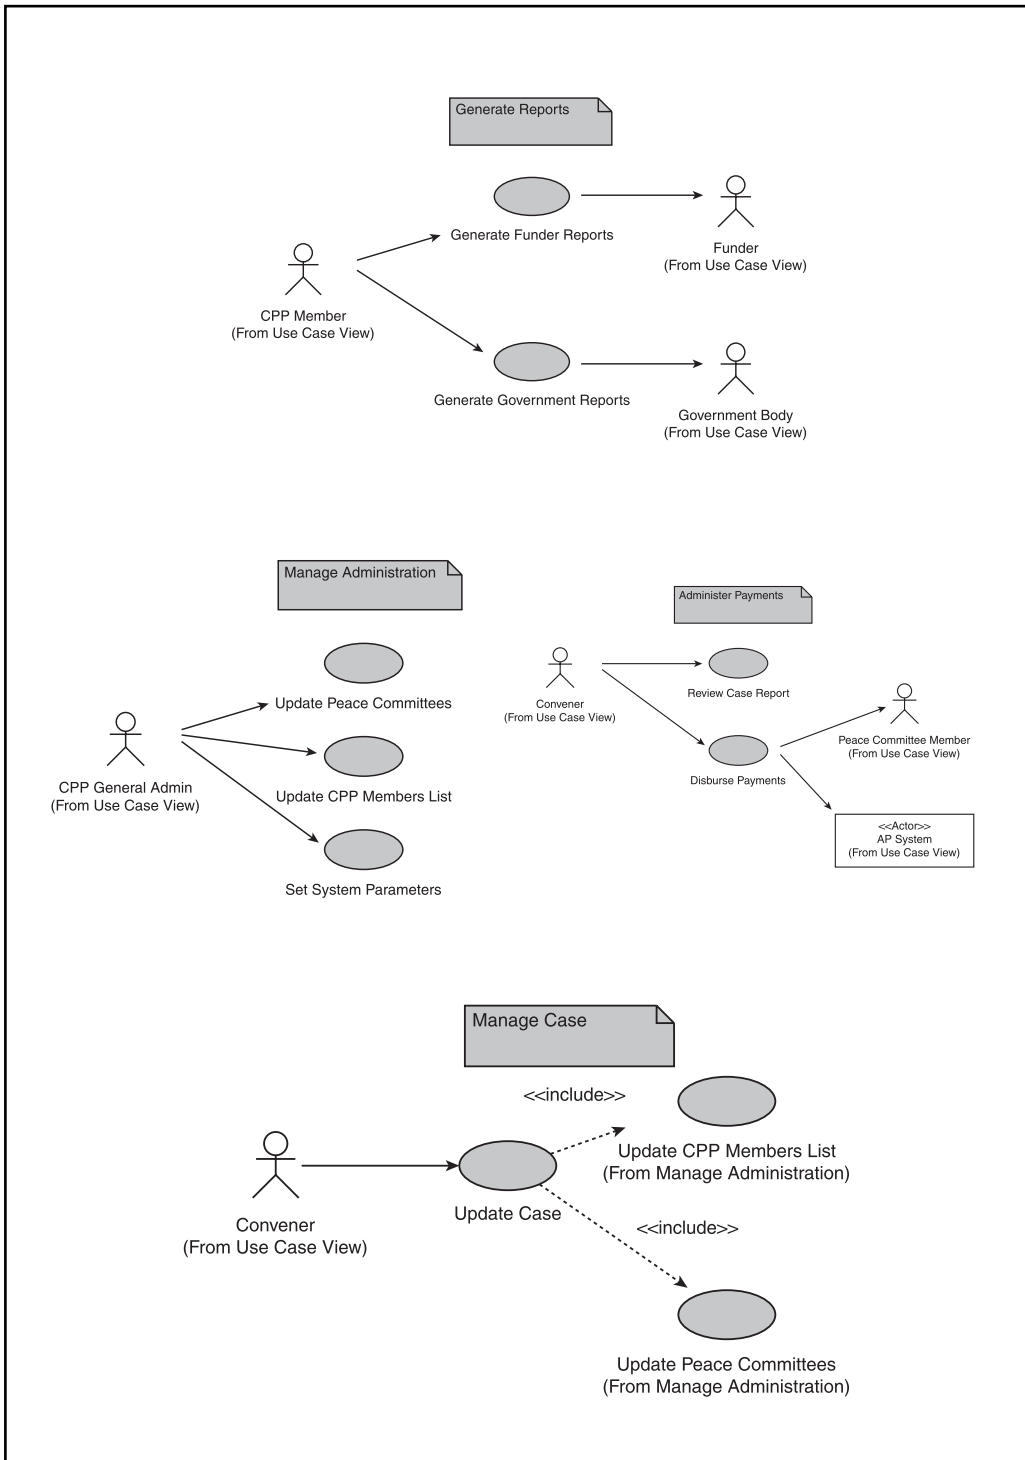 Generate Reports
Generate Funder Reports
Funder
(From Use Case View)
CPP Member
(From Use Case View)
Generate Government Reports
Government Body
(From Use Case View)
Manage Administration
Update Peace Committees
CPP General Admin
(From Use Case View)
Update CPP Members List
Set System Parameters
Administer Payments
Convener
(From Use Case View)
Review Case Report
Peace Committee Member
(From Use Case View)
Disburse Payments
<<Actor>>
AP System
(From Use Case View)
Manage Case
<<include>>
Update CPP Members List
(From Manage Administration)
Convener
(From Use Case View)
Update Case
<<include>>
Update Peace Committees
(From Manage Administration)